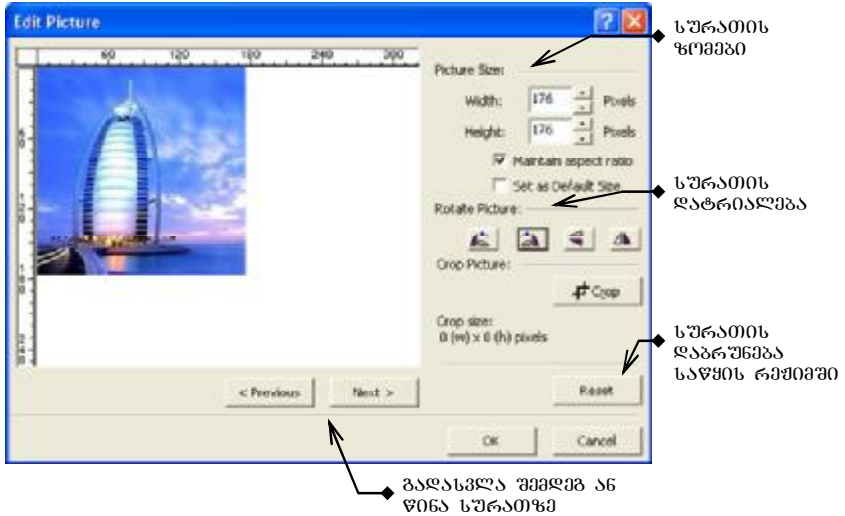 Edit Picture
60 120 180 240 300
Picture Size:
Width: 176 Pixels
Height: 176 Pixels
Maintain aspect ratio
Set as Default Size
Rotate Picture:
Crop Picture:
Crop
Crop size:
0 (w) x 0 (h) pixels
< Previous Next > Reset
OK Cancel
სურათის
ზომები
სურათის
დატრიალება
სურათის
დაბრუნება
საწყის რეჟიმში
გადასვლა შემდეგ ან
წინა სურათზე